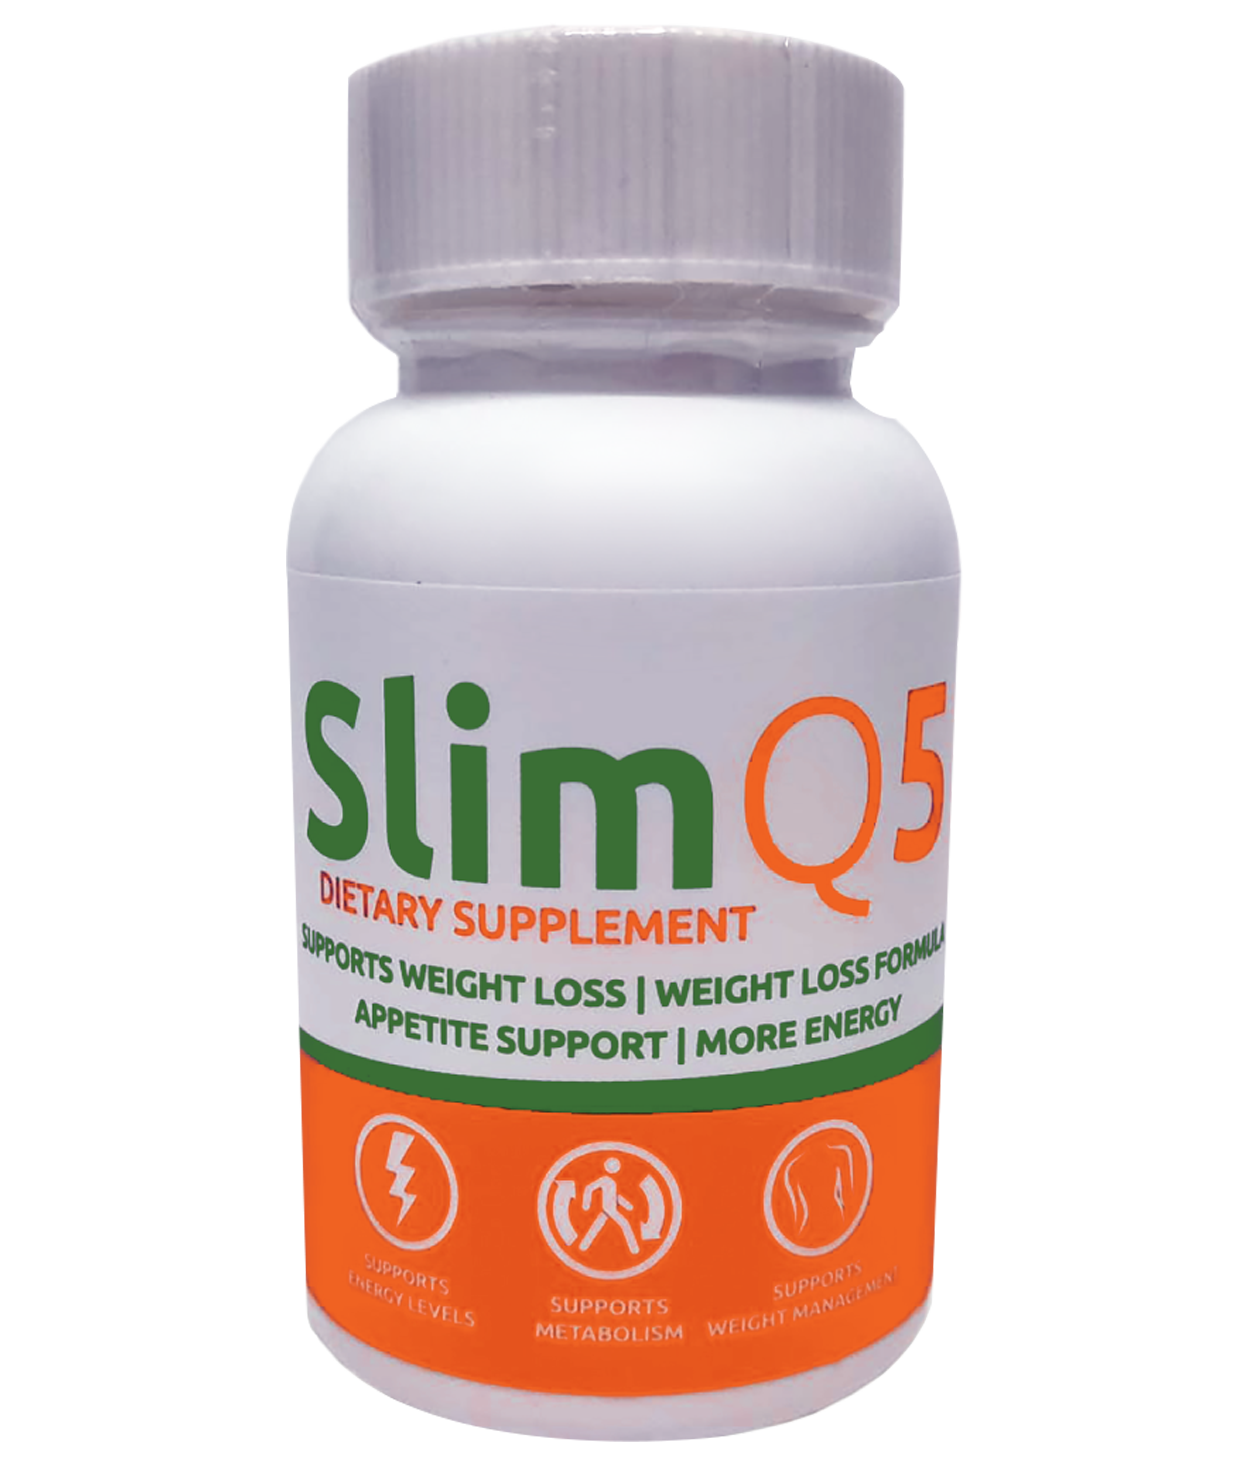 Slim Q5
DIETARY SUPPLEMENT
SUPPORTS WEIGHT LOSS | WEIGHT LOSS FORMULA
APPETITE SUPPORT | MORE ENERGY
SUPPORTS
ENERGY LEVELS
SUPPORTS
METABOLISM
SUPPORTS
WEIGHT MANAGEMENT